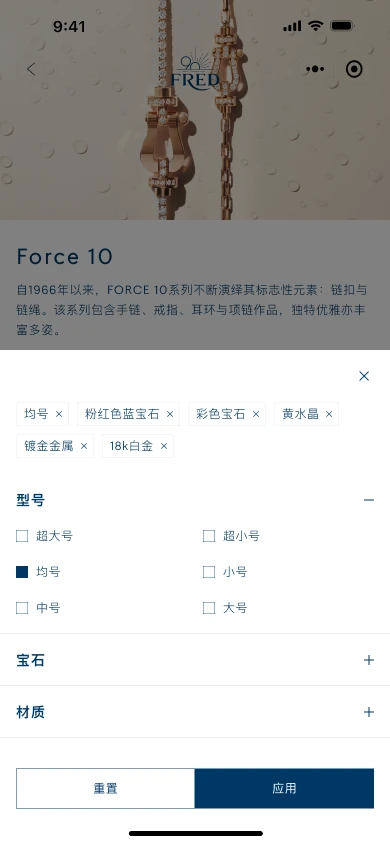 9:41
FRED
Force 10
自1966年以来，FORCE 10系列不断演绎其标志性元素：链扣与
链绳。该系列包含手链、戒指、耳环与项链作品，独特优雅亦丰
富多姿。
均号 × 粉红色蓝宝石 × 彩色宝石 × 黄水晶 ×
镀金金属 × 18k白金 ×
型号
超大号 超小号
均号 小号
中号 大号
宝石
材质
重置 应用